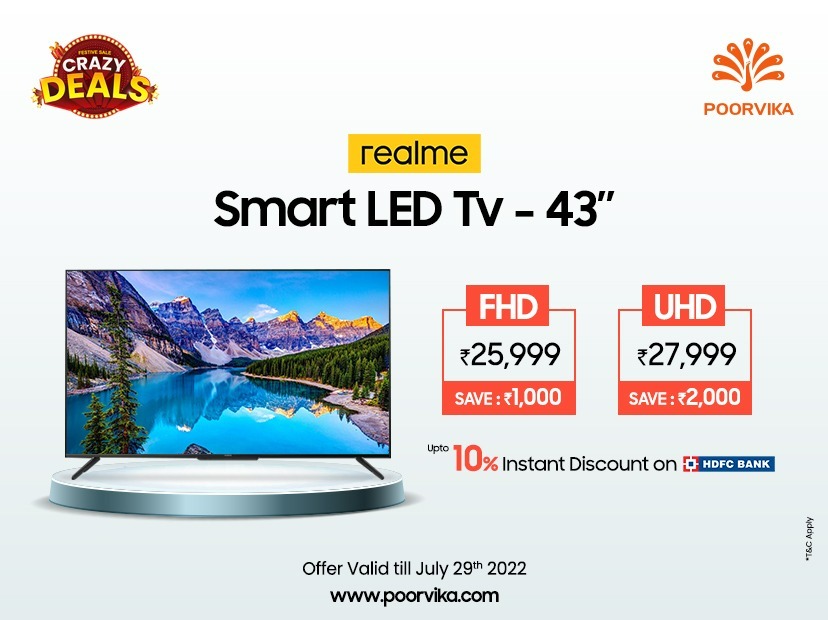 FESTIVE SALE
CRAZY
DEALS
POORVIKA
realme
Smart LED Tv - 43”
FHD
₹25,999
SAVE : ₹1,000
UHD
₹27,999
SAVE : ₹2,000
Upto 10% Instant Discount on HDFC BANK
*T&C Apply
Offer Valid till July 29th 2022
www.poorvika.com